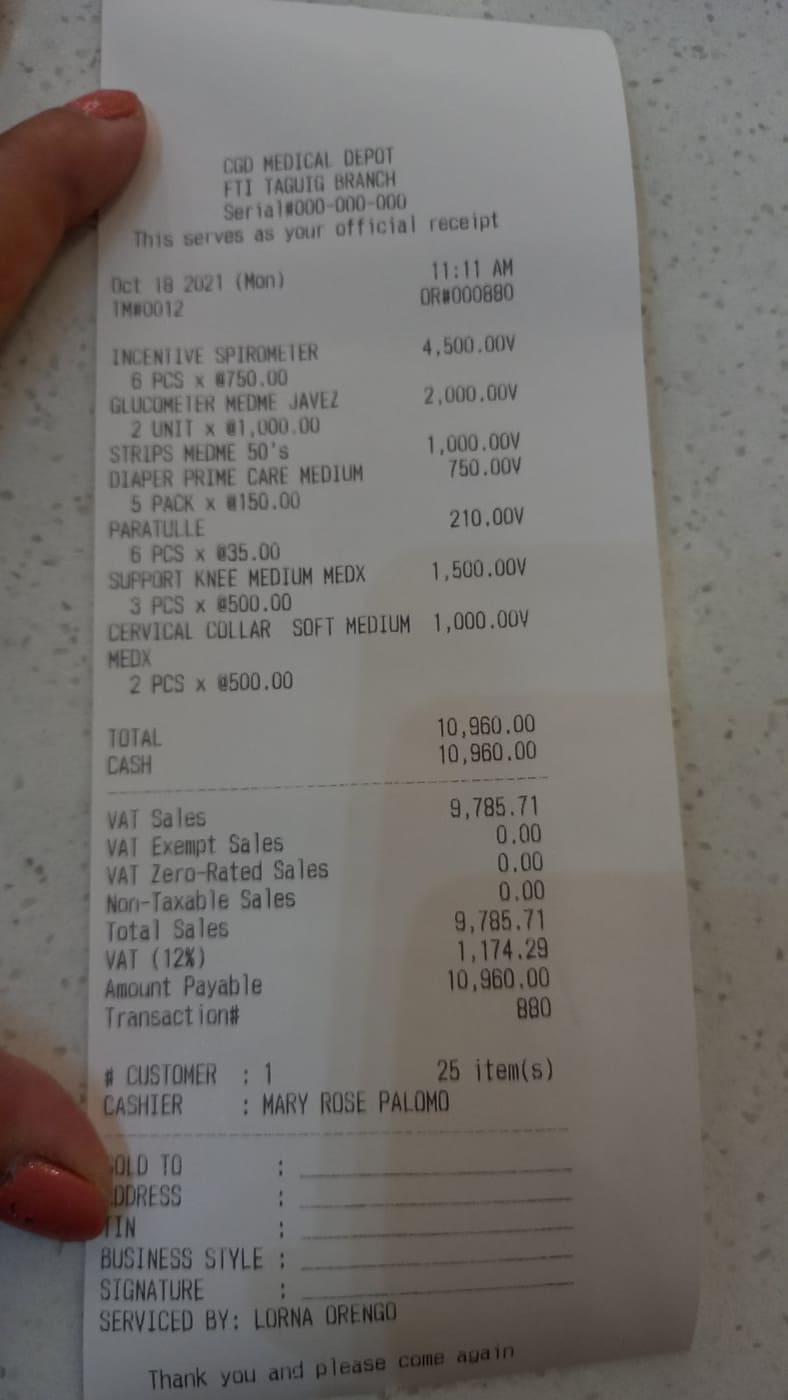 CGD MEDICAL DEPOT
FTI TAGUIG BRANCH
Serial#000-000-000
This serves as your official receipt
Oct 18 2021 (Mon) 11:11 AM
TM#0012 OR#000880
INCENTIVE SPIROMETER 4,500.00V
6 PCS x @750.00
GLUCOMETER MEDME JAVEZ 2,000.00V
2 UNIT x @1,000.00
STRIPS MEDME 50's 1,000.00V
DIAPER PRIME CARE MEDIUM 750.00V
5 PACK x @150.00
PARATULLE 210.00V
6 PCS x @35.00
SUPPORT KNEE MEDIUM MEDX 1,500.00V
3 PCS x @500.00
CERVICAL COLLAR SOFT MEDIUM 1,000.00V
MEDX
2 PCS x @500.00
TOTAL 10,960.00
CASH 10,960.00
VAT Sales 9,785.71
VAT Exempt Sales 0.00
VAT Zero-Rated Sales 0.00
Non-Taxable Sales 0.00
Total Sales 9,785.71
VAT (12%) 1,174.29
Amount Payable 10,960.00
Transaction# 880
# CUSTOMER : 1 25 item(s)
CASHIER : MARY ROSE PALOMO
OLD TO :
DDRESS :
TIN :
BUSINESS STYLE :
SIGNATURE :
SERVICED BY: LORNA ORENGO
Thank you and please come again